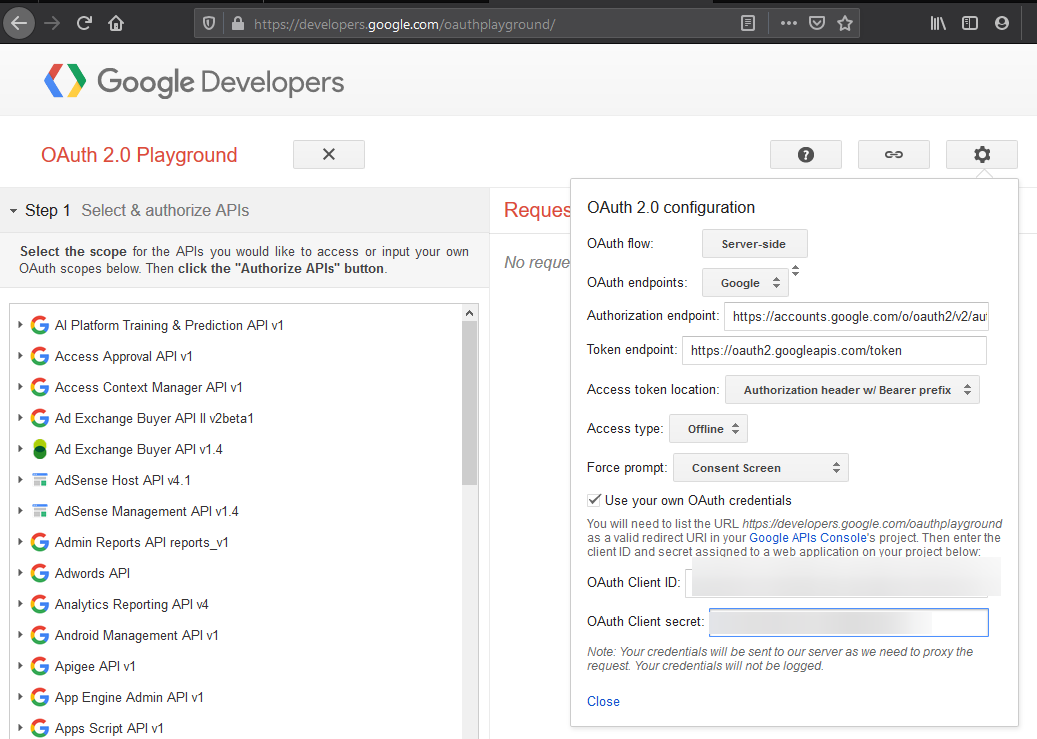 https://developers.google.com/oauthplayground/
Google Developers
OAuth 2.0 Playground
Step 1 Select & authorize APIs
Select the scope for the APIs you would like to access or input your own
OAuth scopes below. Then click the "Authorize APIs" button.
AI Platform Training & Prediction API v1
Access Approval API v1
Access Context Manager API v1
Ad Exchange Buyer API II v2beta1
Ad Exchange Buyer API v1.4
AdSense Host API v4.1
AdSense Management API v1.4
Admin Reports API reports_v1
Adwords API
Analytics Reporting API v4
Android Management API v1
Apigee API v1
App Engine Admin API v1
Apps Script API v1
Reques
No reque
OAuth 2.0 configuration
OAuth flow: Server-side
OAuth endpoints: Google
Authorization endpoint: https://accounts.google.com/o/oauth2/v2/aut
Token endpoint: https://oauth2.googleapis.com/token
Access token location: Authorization header w/ Bearer prefix
Access type: Offline
Force prompt: Consent Screen
Use your own OAuth credentials
You will need to list the URL https://developers.google.com/oauthplayground
as a valid redirect URI in your Google APIs Console's project. Then enter the
client ID and secret assigned to a web application on your project below:
OAuth Client ID:
OAuth Client secret:
Note: Your credentials will be sent to our server as we need to proxy the
request. Your credentials will not be logged.
Close